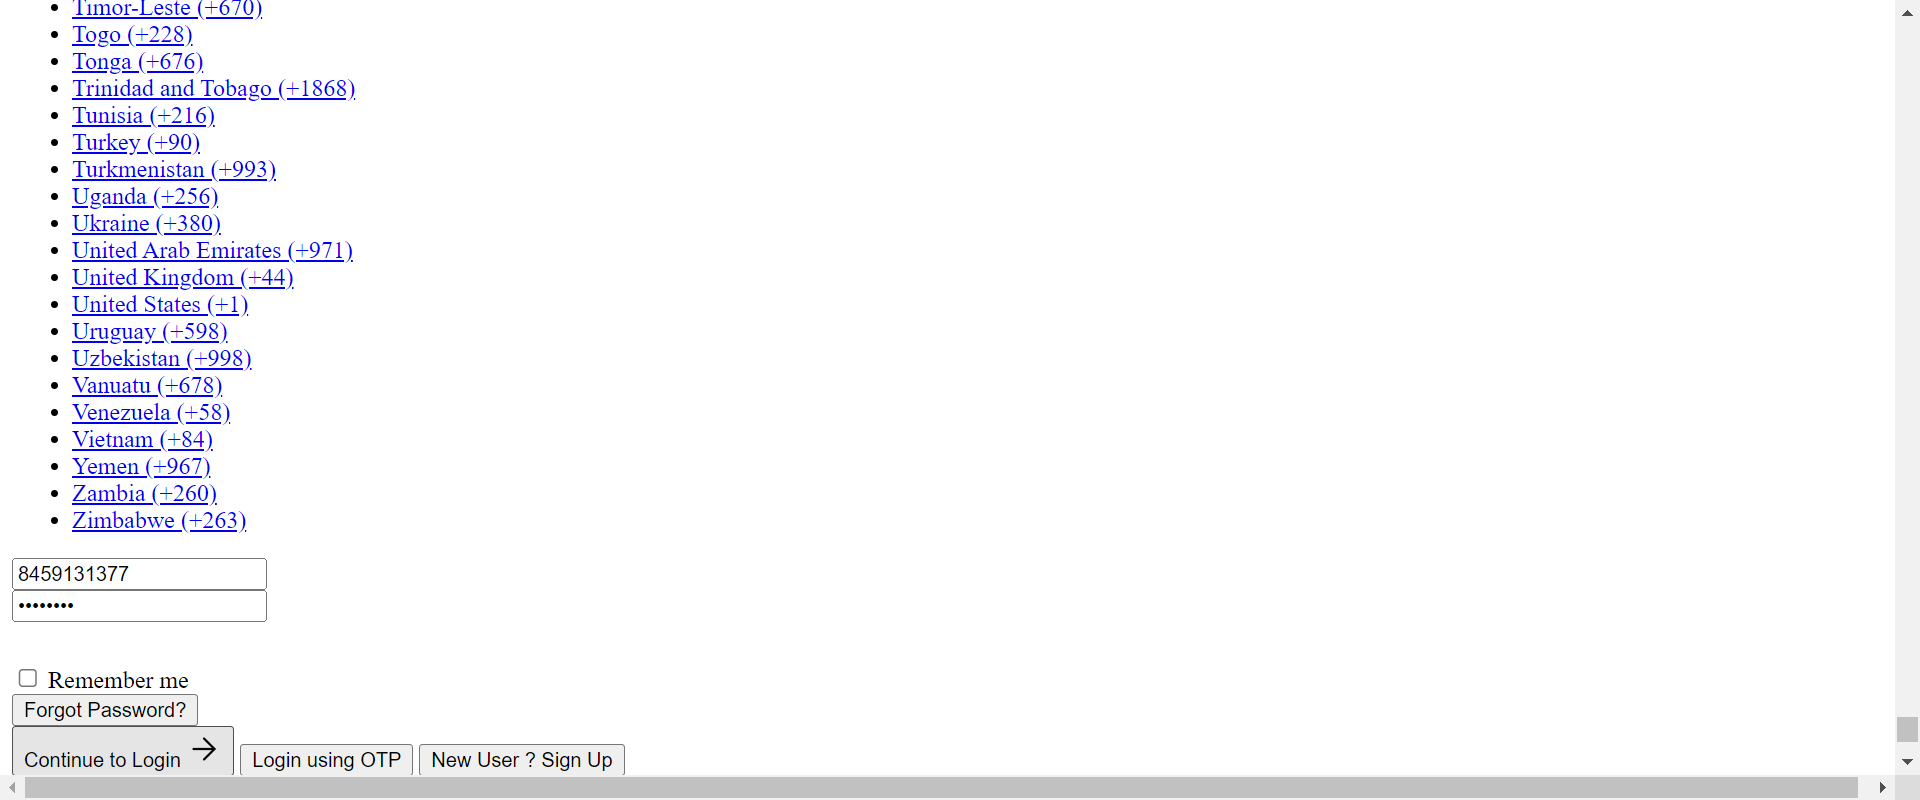 Timor-Leste (+670)
Togo (+228)
Tonga (+676)
Trinidad and Tobago (+1868)
Tunisia (+216)
Turkey (+90)
Turkmenistan (+993)
Uganda (+256)
Ukraine (+380)
United Arab Emirates (+971)
United Kingdom (+44)
United States (+1)
Uruguay (+598)
Uzbekistan (+998)
Vanuatu (+678)
Venezuela (+58)
Vietnam (+84)
Yemen (+967)
Zambia (+260)
Zimbabwe (+263)
8459131377
••••••••
Remember me
Forgot Password?
Continue to Login Login using OTP New User ? Sign Up